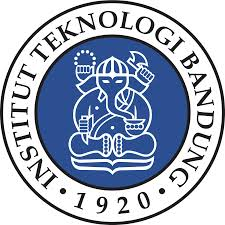 INSTITUT TEKNOLOGI BANDUNG
· 1920 ·